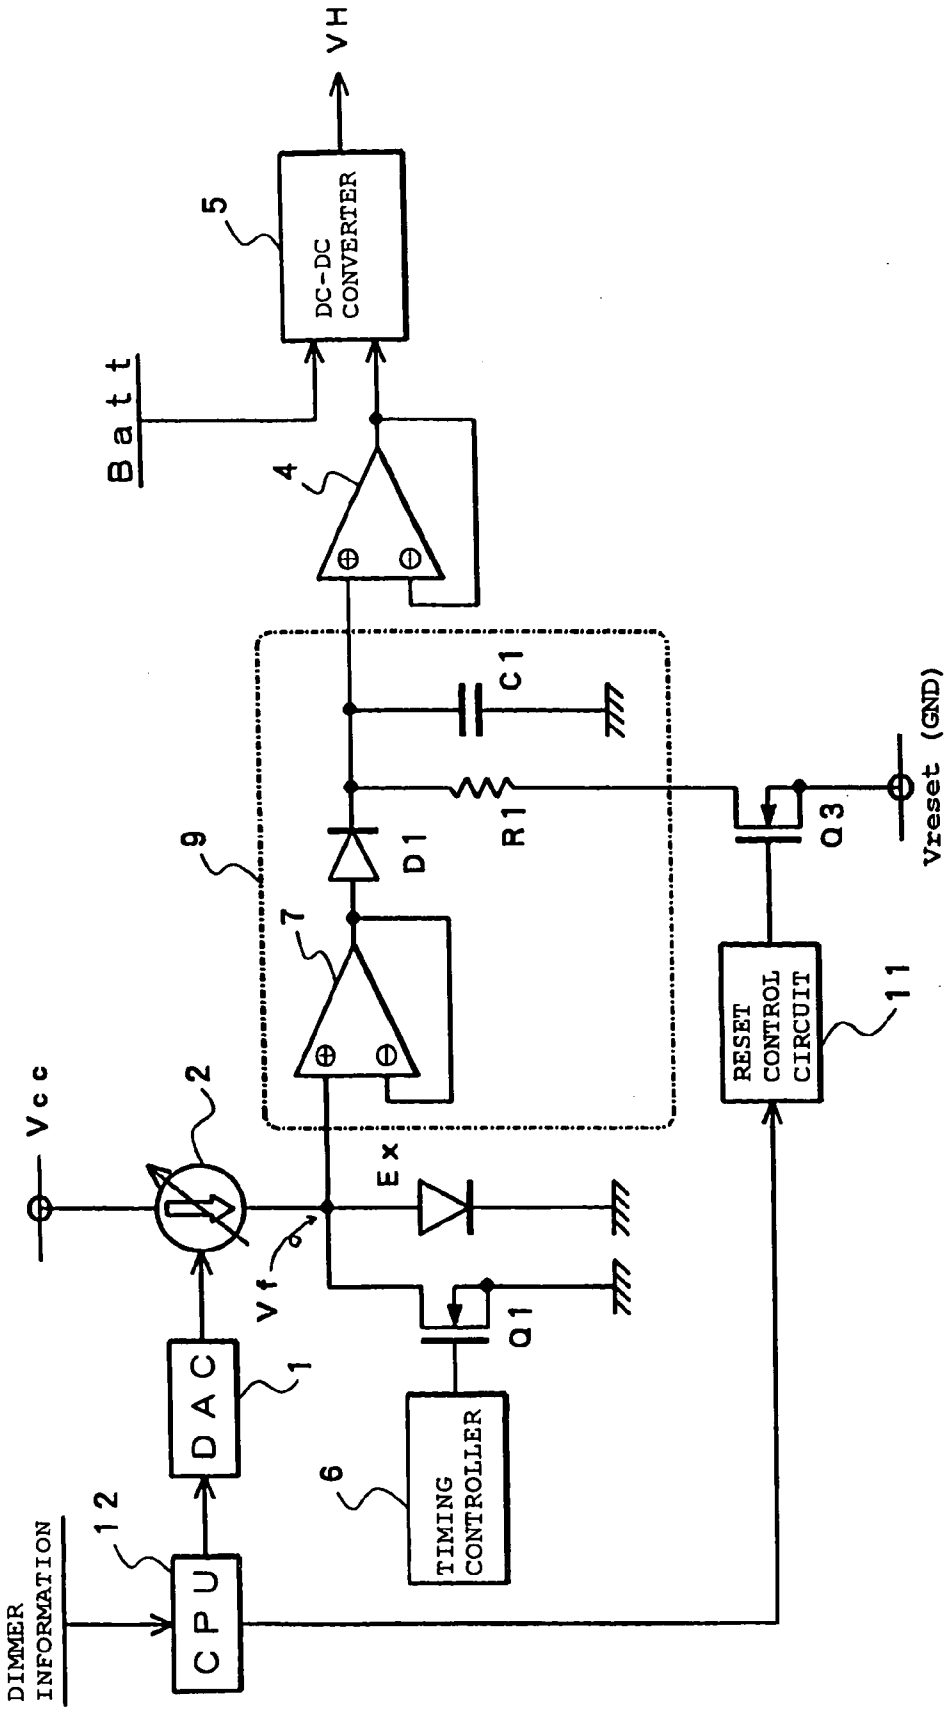 DIMMER
INFORMATION
12
CPU
DAC
1
Vcc
2
Vf
Ex
6
TIMING
CONTROLLER
Q1
9
7
⊕
⊖
D1
R1
C1
4
⊕
⊖
Batt
5
DC-DC
CONVERTER
VH
RESET
CONTROL
CIRCUIT
11
Q3
Vreset (GND)